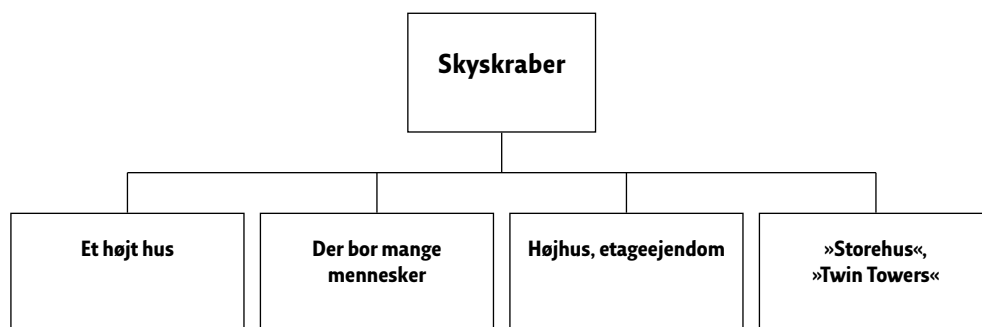 Skyskraber
Et højt hus
Der bor mange
mennesker
Højhus, etageejendom
»Storehus«,
»Twin Towers«